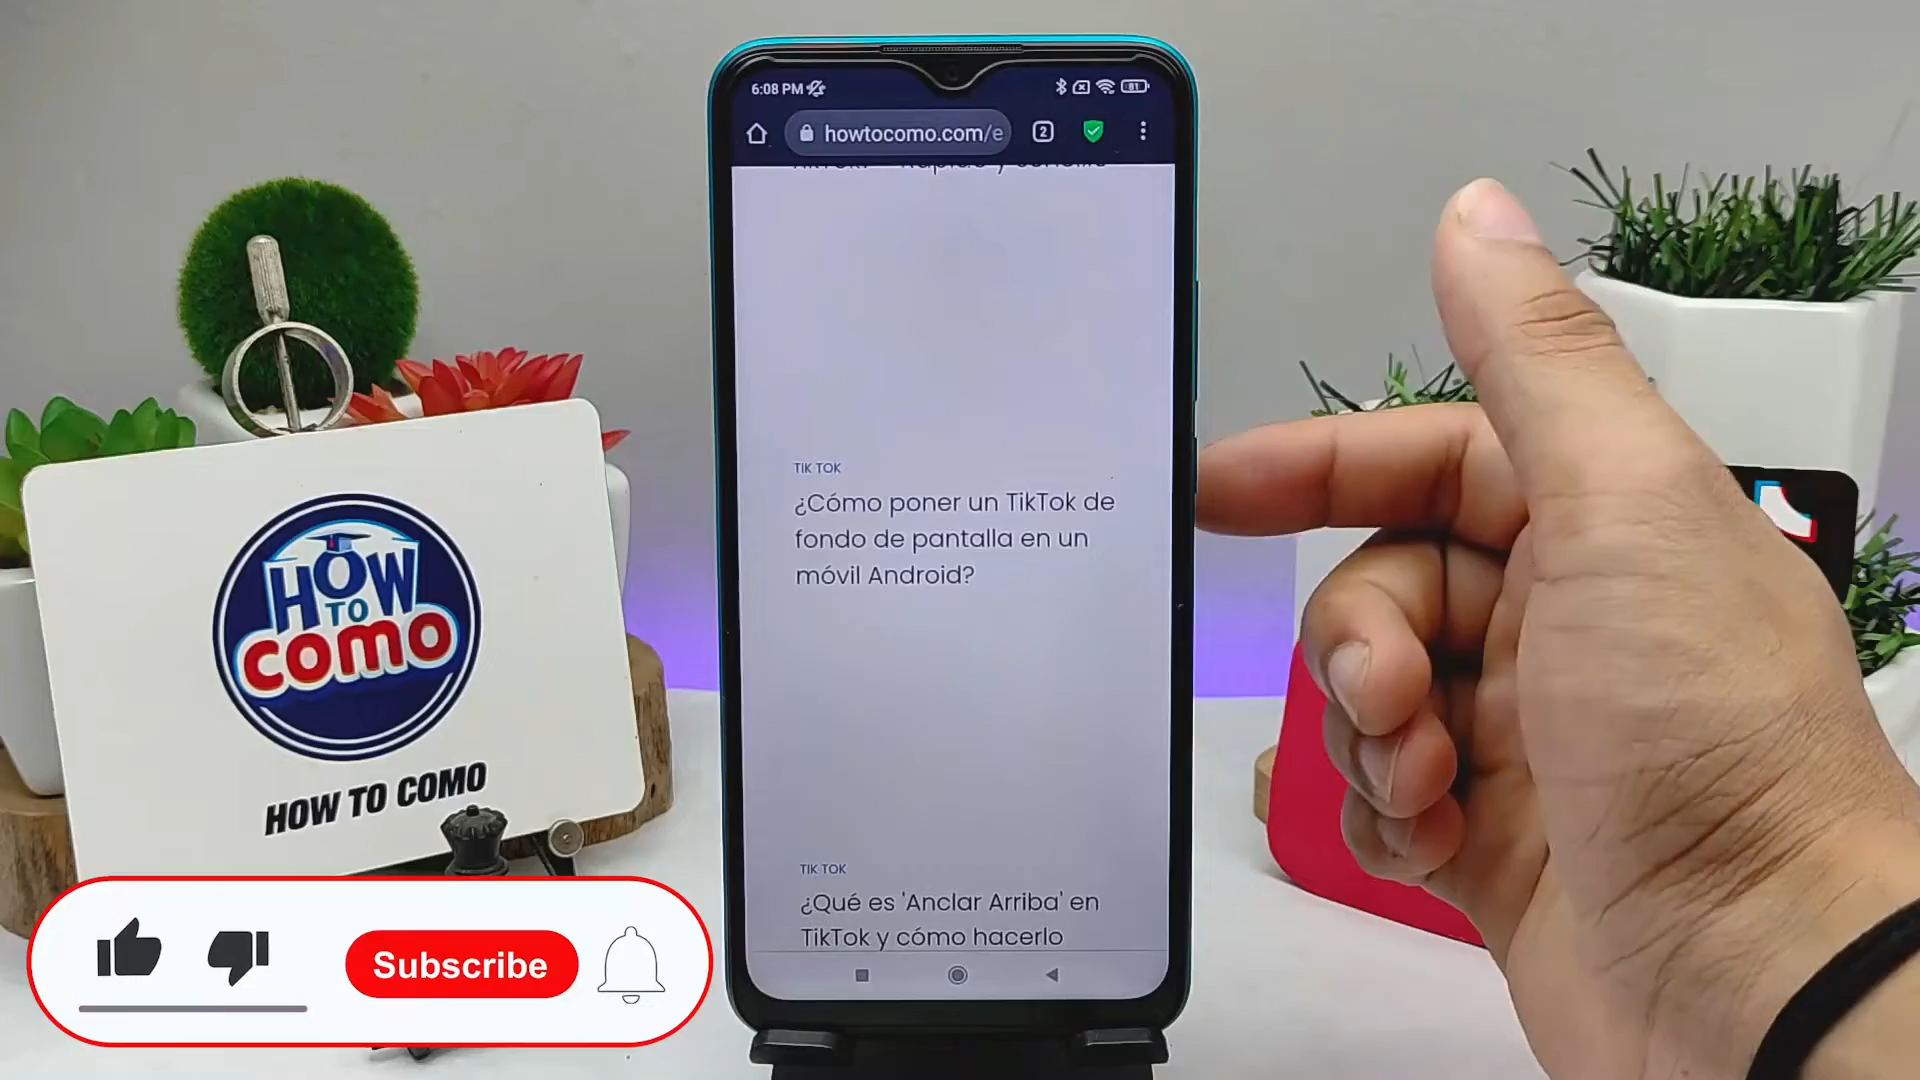 6:08 PM
81
howtocomo.com/e
2
TIK TOK
¿Cómo poner un TikTok de
fondo de pantalla en un
móvil Android?
TIK TOK
¿Qué es 'Anclar Arriba' en
TikTok y cómo hacerlo
HOW
TO
como
HOW TO COMO
Subscribe